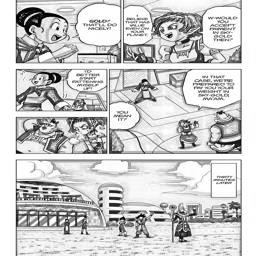 W-WOULD
YOU ACCEPT
PAYMENT IN
SKY-
GOLD
THEN?
I
BELIEVE
THAT HAS
VALUE
EVEN ON
YOUR
PLANET.
GOLD?
THAT'LL DO
NICELY!
IN THAT
CASE, WE'RE
PREPARED TO
PAY YOU YOUR
WEIGHT IN
SKY-GOLD,
MA'AM.
YOU
MEAN
IT?
I'D
BETTER
START
FATTENING
MYSELF
UP!
THIRTY
MINUTES
LATER